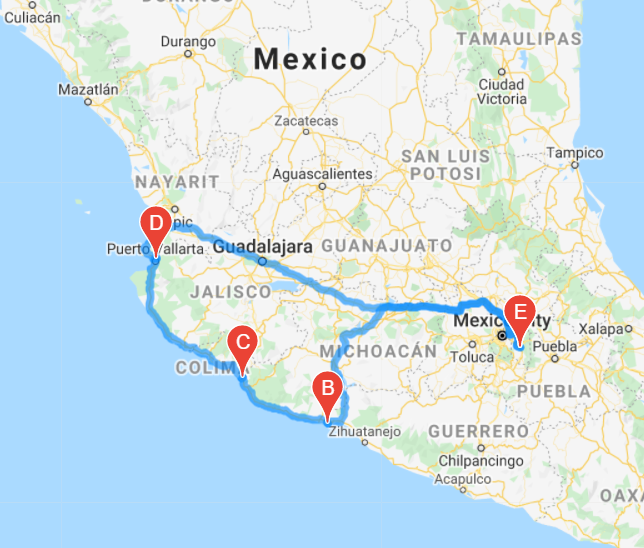 Culiacán
DURANGO
Durango
Mexico
TAMAULIPAS
Mazatlán
Ciudad
Victoria
Zacatecas
SAN LUIS
POTOSI
Tampico
Aguascalientes
NAYARIT
D
Puerto Vallarta
Guadalajara
GUANAJUATO
JALISCO
E
Mexico City
Xalapa
C
MICHOACÁN
Toluca
Puebla
COLIMA
B
PUEBLA
Zihuatanejo
GUERRERO
Chilpancingo
Acapulco